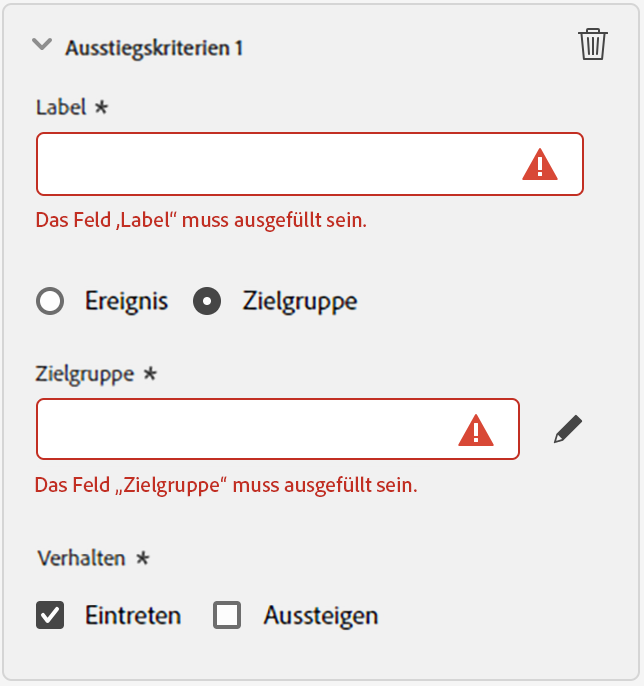 Ausstiegskriterien 1
Label *
Das Feld ‚Label“ muss ausgefüllt sein.
Ereignis Zielgruppe
Zielgruppe *
Das Feld „Zielgruppe“ muss ausgefüllt sein.
Verhalten *
Eintreten Aussteigen